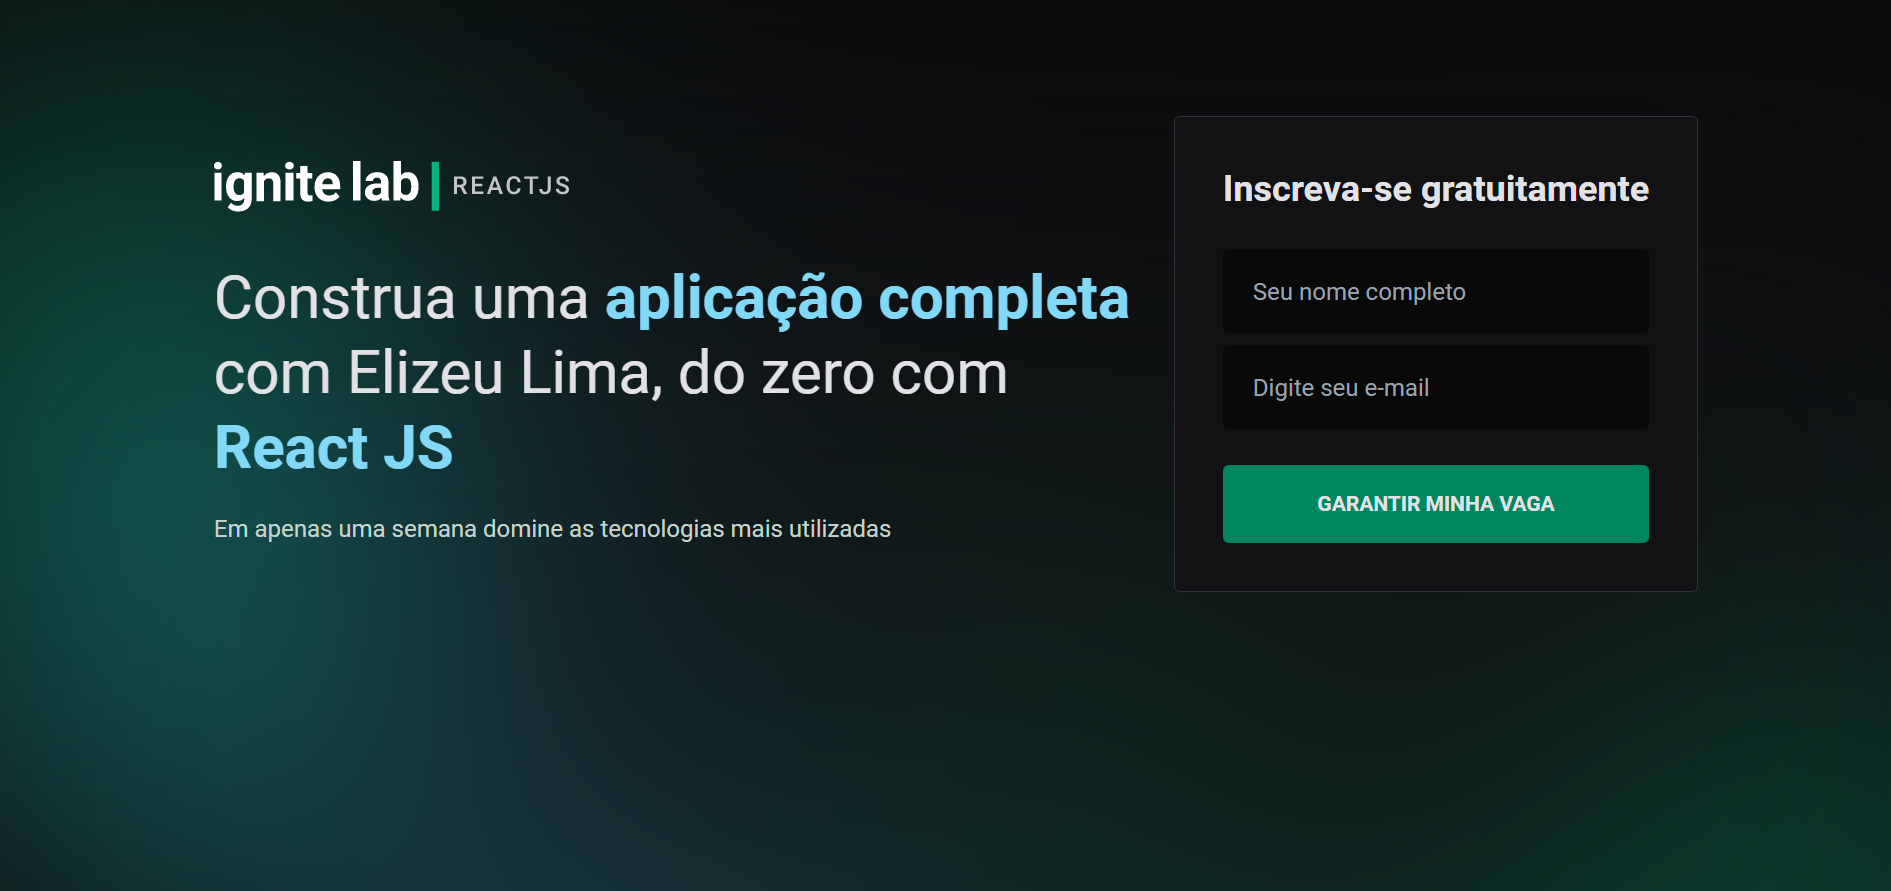 ignite lab REACTJS
Construa uma aplicação completa
com Elizeu Lima, do zero com
React JS
Em apenas uma semana domine as tecnologias mais utilizadas
Inscreva-se gratuitamente
Seu nome completo
Digite seu e-mail
GARANTIR MINHA VAGA